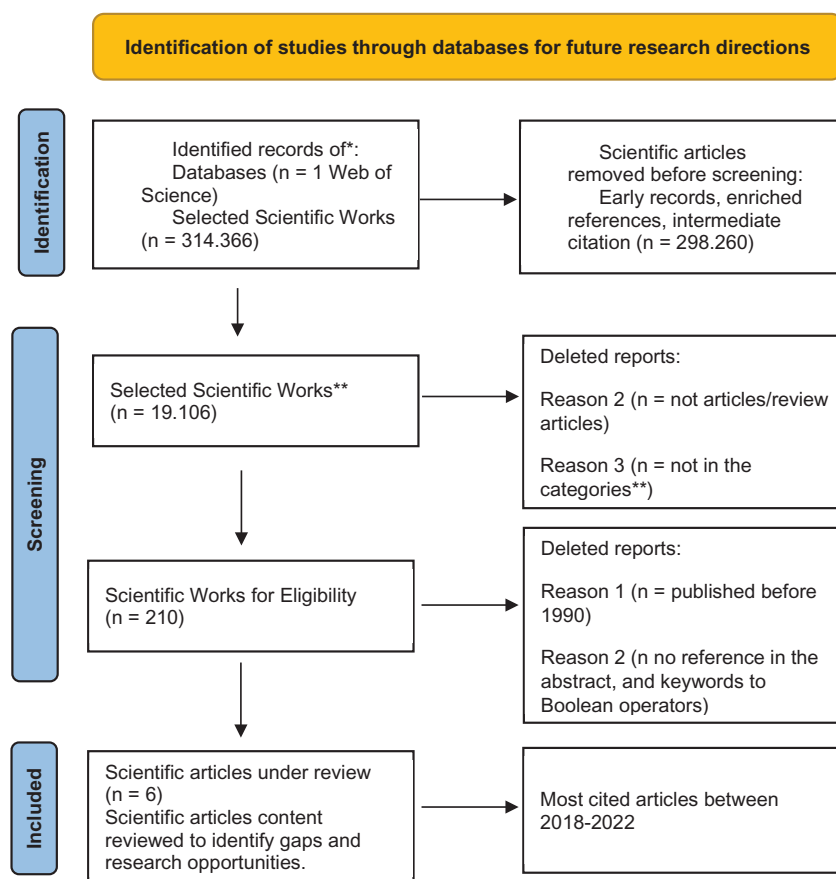 Identification of studies through databases for future research directions
Identification
Identified records of*:
Databases (n = 1 Web of
Science)
Selected Scientific Works
(n = 314.366)
Scientific articles
removed before screening:
Early records, enriched
references, intermediate
citation (n = 298.260)
Screening
Selected Scientific Works**
(n = 19.106)
Deleted reports:
Reason 2 (n = not articles/review
articles)
Reason 3 (n = not in the
categories**)
Scientific Works for Eligibility
(n = 210)
Deleted reports:
Reason 1 (n = published before
1990)
Reason 2 (n no reference in the
abstract, and keywords to
Boolean operators)
Included
Scientific articles under review
(n = 6)
Scientific articles content
reviewed to identify gaps and
research opportunities.
Most cited articles between
2018-2022